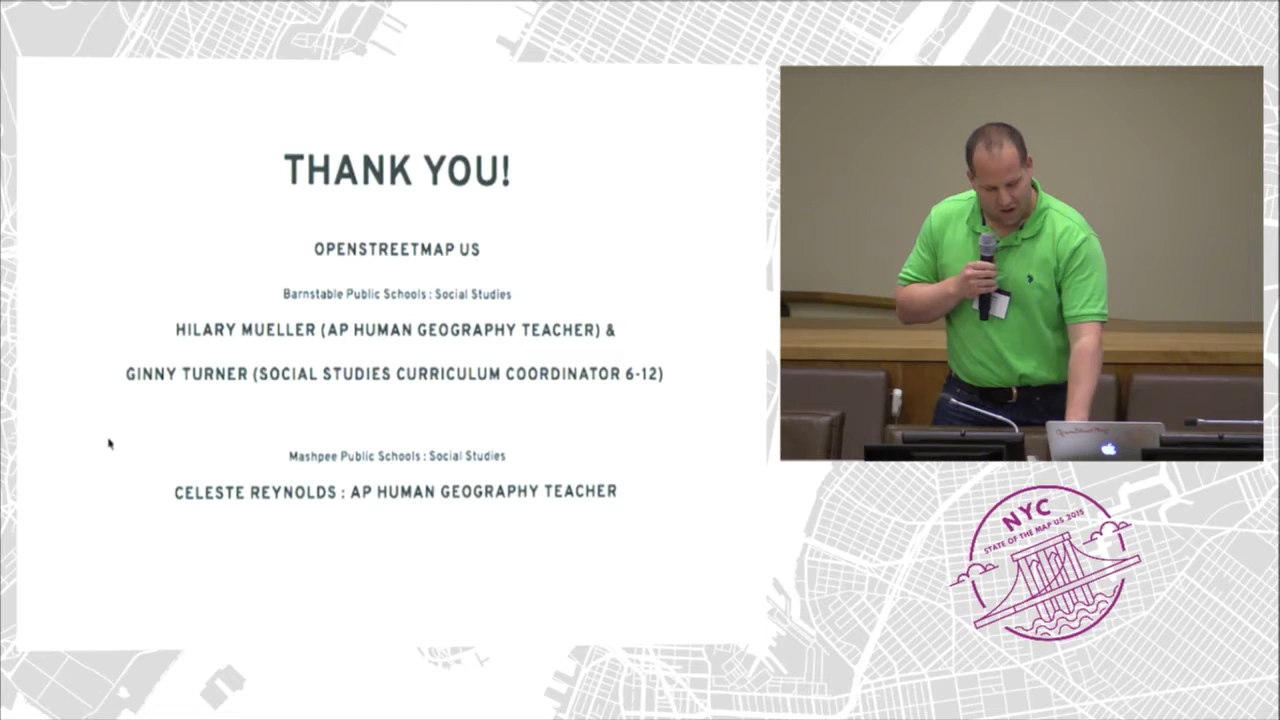 THANK YOU!
OPENSTREETMAP US
Barnstable Public Schools : Social Studies
HILARY MUELLER (AP HUMAN GEOGRAPHY TEACHER) &
GINNY TURNER (SOCIAL STUDIES CURRICULUM COORDINATOR 6-12)
Mashpee Public Schools : Social Studies
CELESTE REYNOLDS : AP HUMAN GEOGRAPHY TEACHER
NYC
STATE OF THE MAP US 2015